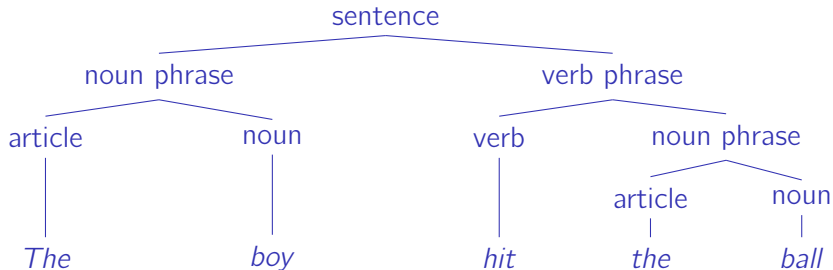 sentence
noun phrase verb phrase
article noun verb noun phrase
article noun
The boy hit the ball